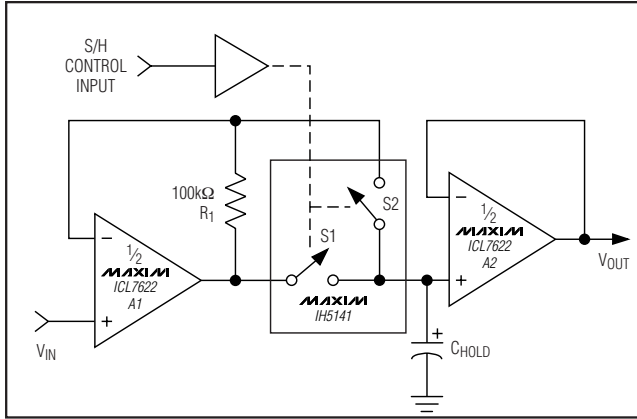 S/H
CONTROL
INPUT
100kΩ
R1
S2
S1
−
1/2
MAXIM
ICL7622
A1
+
VIN
MAXIM
IH5141
−
1/2
MAXIM
ICL7622
A2
+
VOUT
+
CHOLD